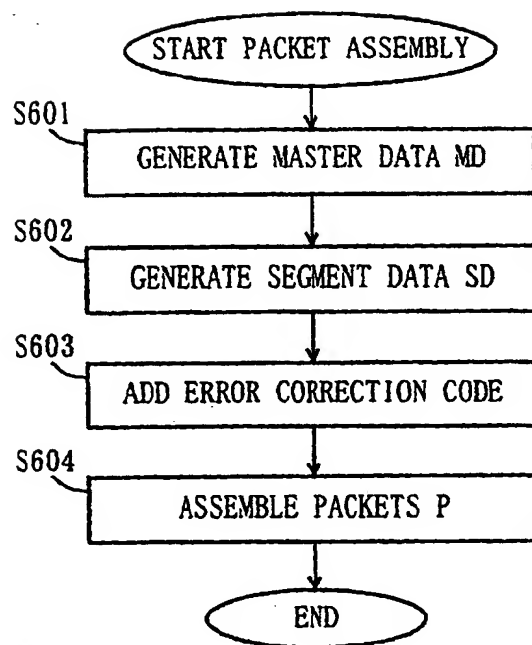 START PACKET ASSEMBLY
S601
GENERATE MASTER DATA MD
S602
GENERATE SEGMENT DATA SD
S603
ADD ERROR CORRECTION CODE
S604
ASSEMBLE PACKETS P
END